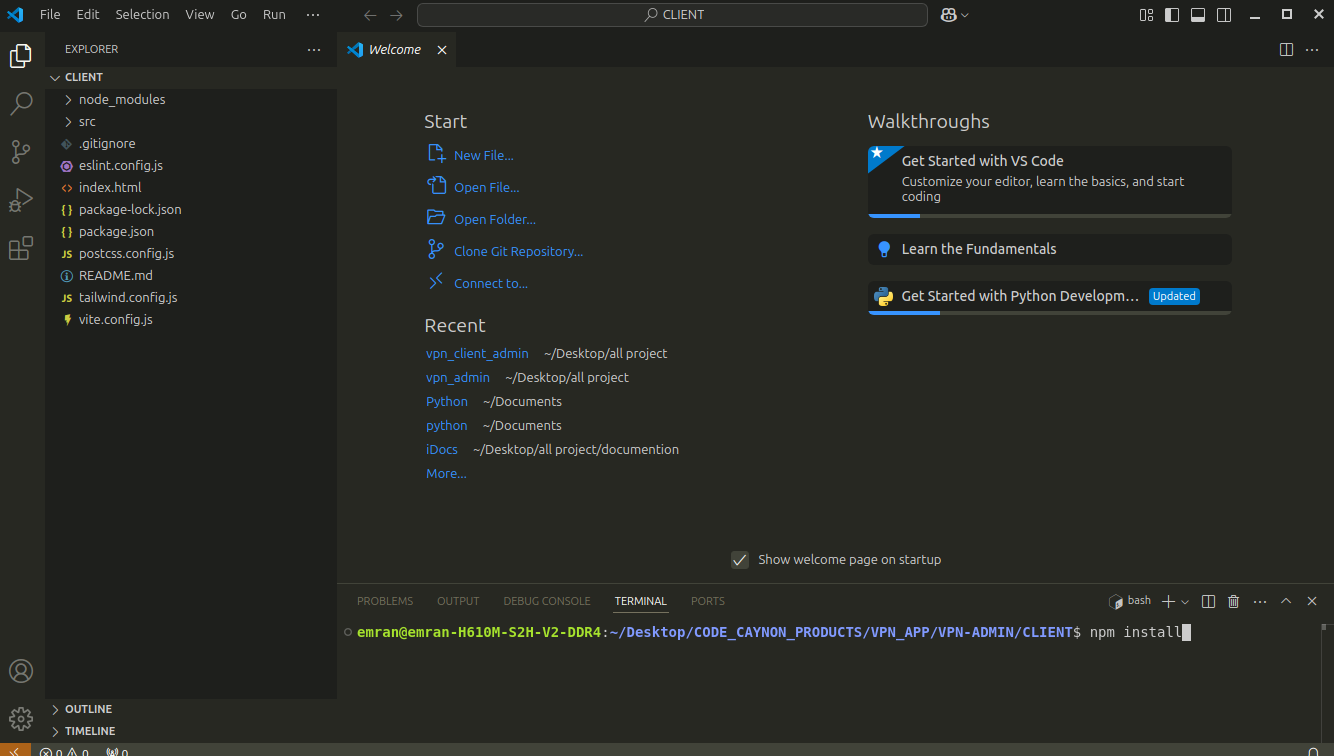 File Edit Selection View Go Run ···
CLIENT
EXPLORER ···
Welcome
CLIENT
node_modules
src
.gitignore
eslint.config.js
<> index.html
{} package-lock.json
{} package.json
JS postcss.config.js
README.md
JS tailwind.config.js
vite.config.js
OUTLINE
TIMELINE
Start
New File...
Open File...
Open Folder...
Clone Git Repository...
Connect to...
Recent
vpn_client_admin ~/Desktop/all project
vpn_admin ~/Desktop/all project
Python ~/Documents
python ~/Documents
iDocs ~/Desktop/all project/documention
More...
Walkthroughs
Get Started with VS Code
Customize your editor, learn the basics, and start
coding
Learn the Fundamentals
Get Started with Python Developm... Updated
Show welcome page on startup
PROBLEMS OUTPUT DEBUG CONSOLE TERMINAL PORTS
bash
emran@emran-H610M-S2H-V2-DDR4:~/Desktop/CODE_CAYNON_PRODUCTS/VPN_APP/VPN-ADMIN/CLIENT$ npm install
0 0 0